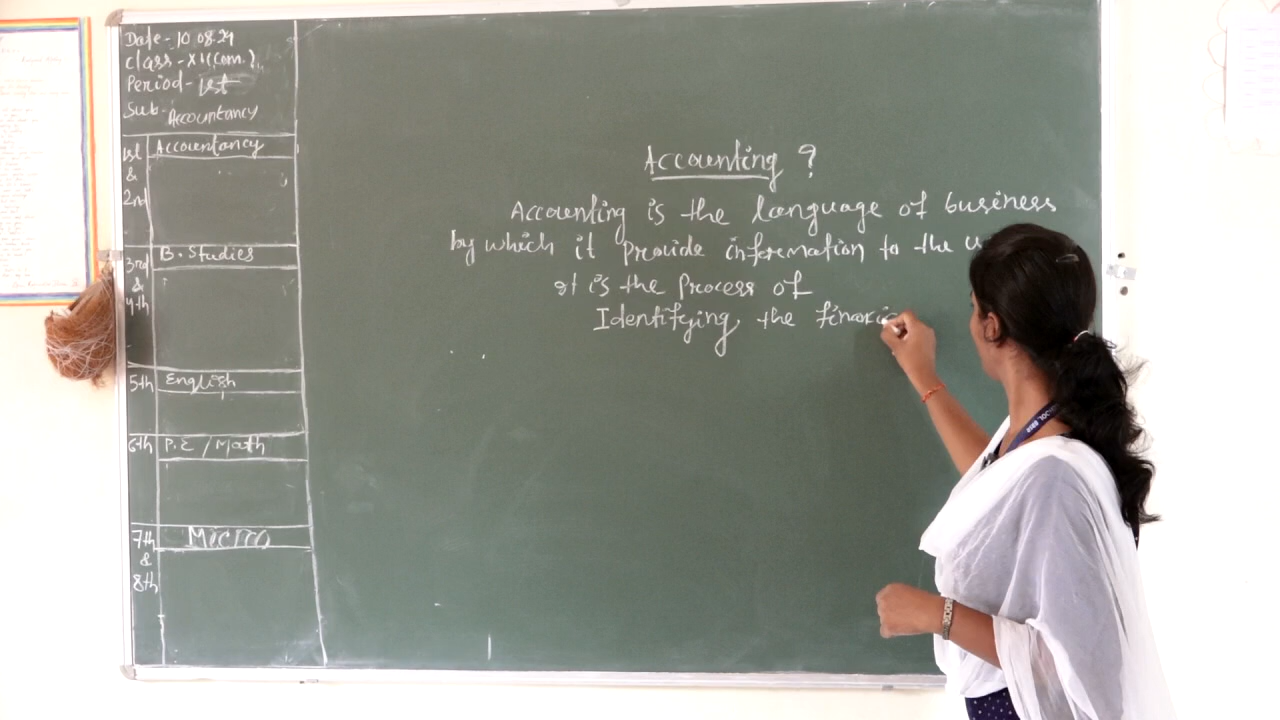 Date - 10.08.24
Class - XI(Com.)
Period - 1st
Sub - Accountancy
1st & 2nd
Accountancy
3rd & 4th
B. Studies
5th
English
6th
P.E / Math
7th & 8th
Micro
Accounting ?
Accounting is the language of business
by which it provide information to the
It is the Process of
Identifying, the financi